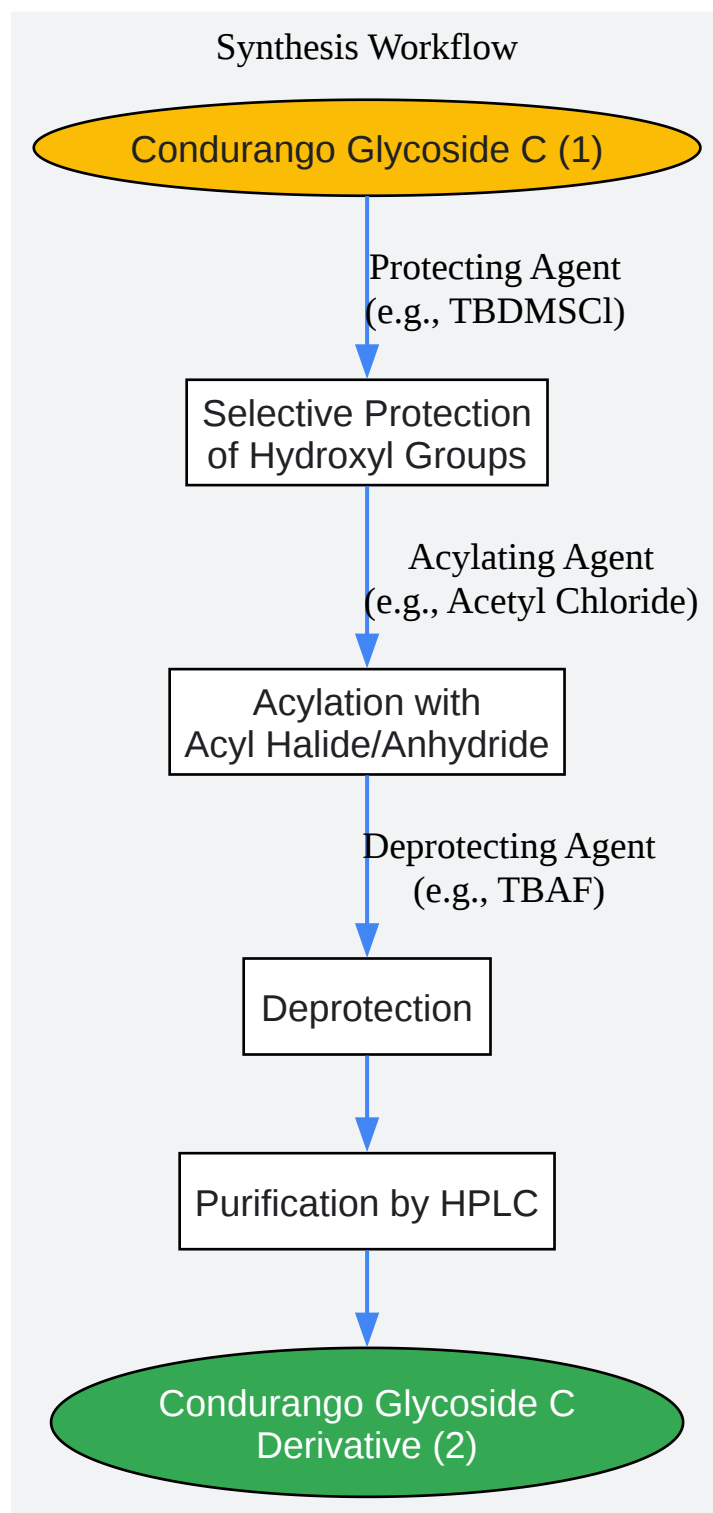 Synthesis Workflow
Condurango Glycoside C (1)
Protecting Agent
(e.g., TBDMSCl)
Selective Protection
of Hydroxyl Groups
Acylating Agent
(e.g., Acetyl Chloride)
Acylation with
Acyl Halide/Anhydride
Deprotecting Agent
(e.g., TBAF)
Deprotection
Purification by HPLC
Condurango Glycoside C
Derivative (2)